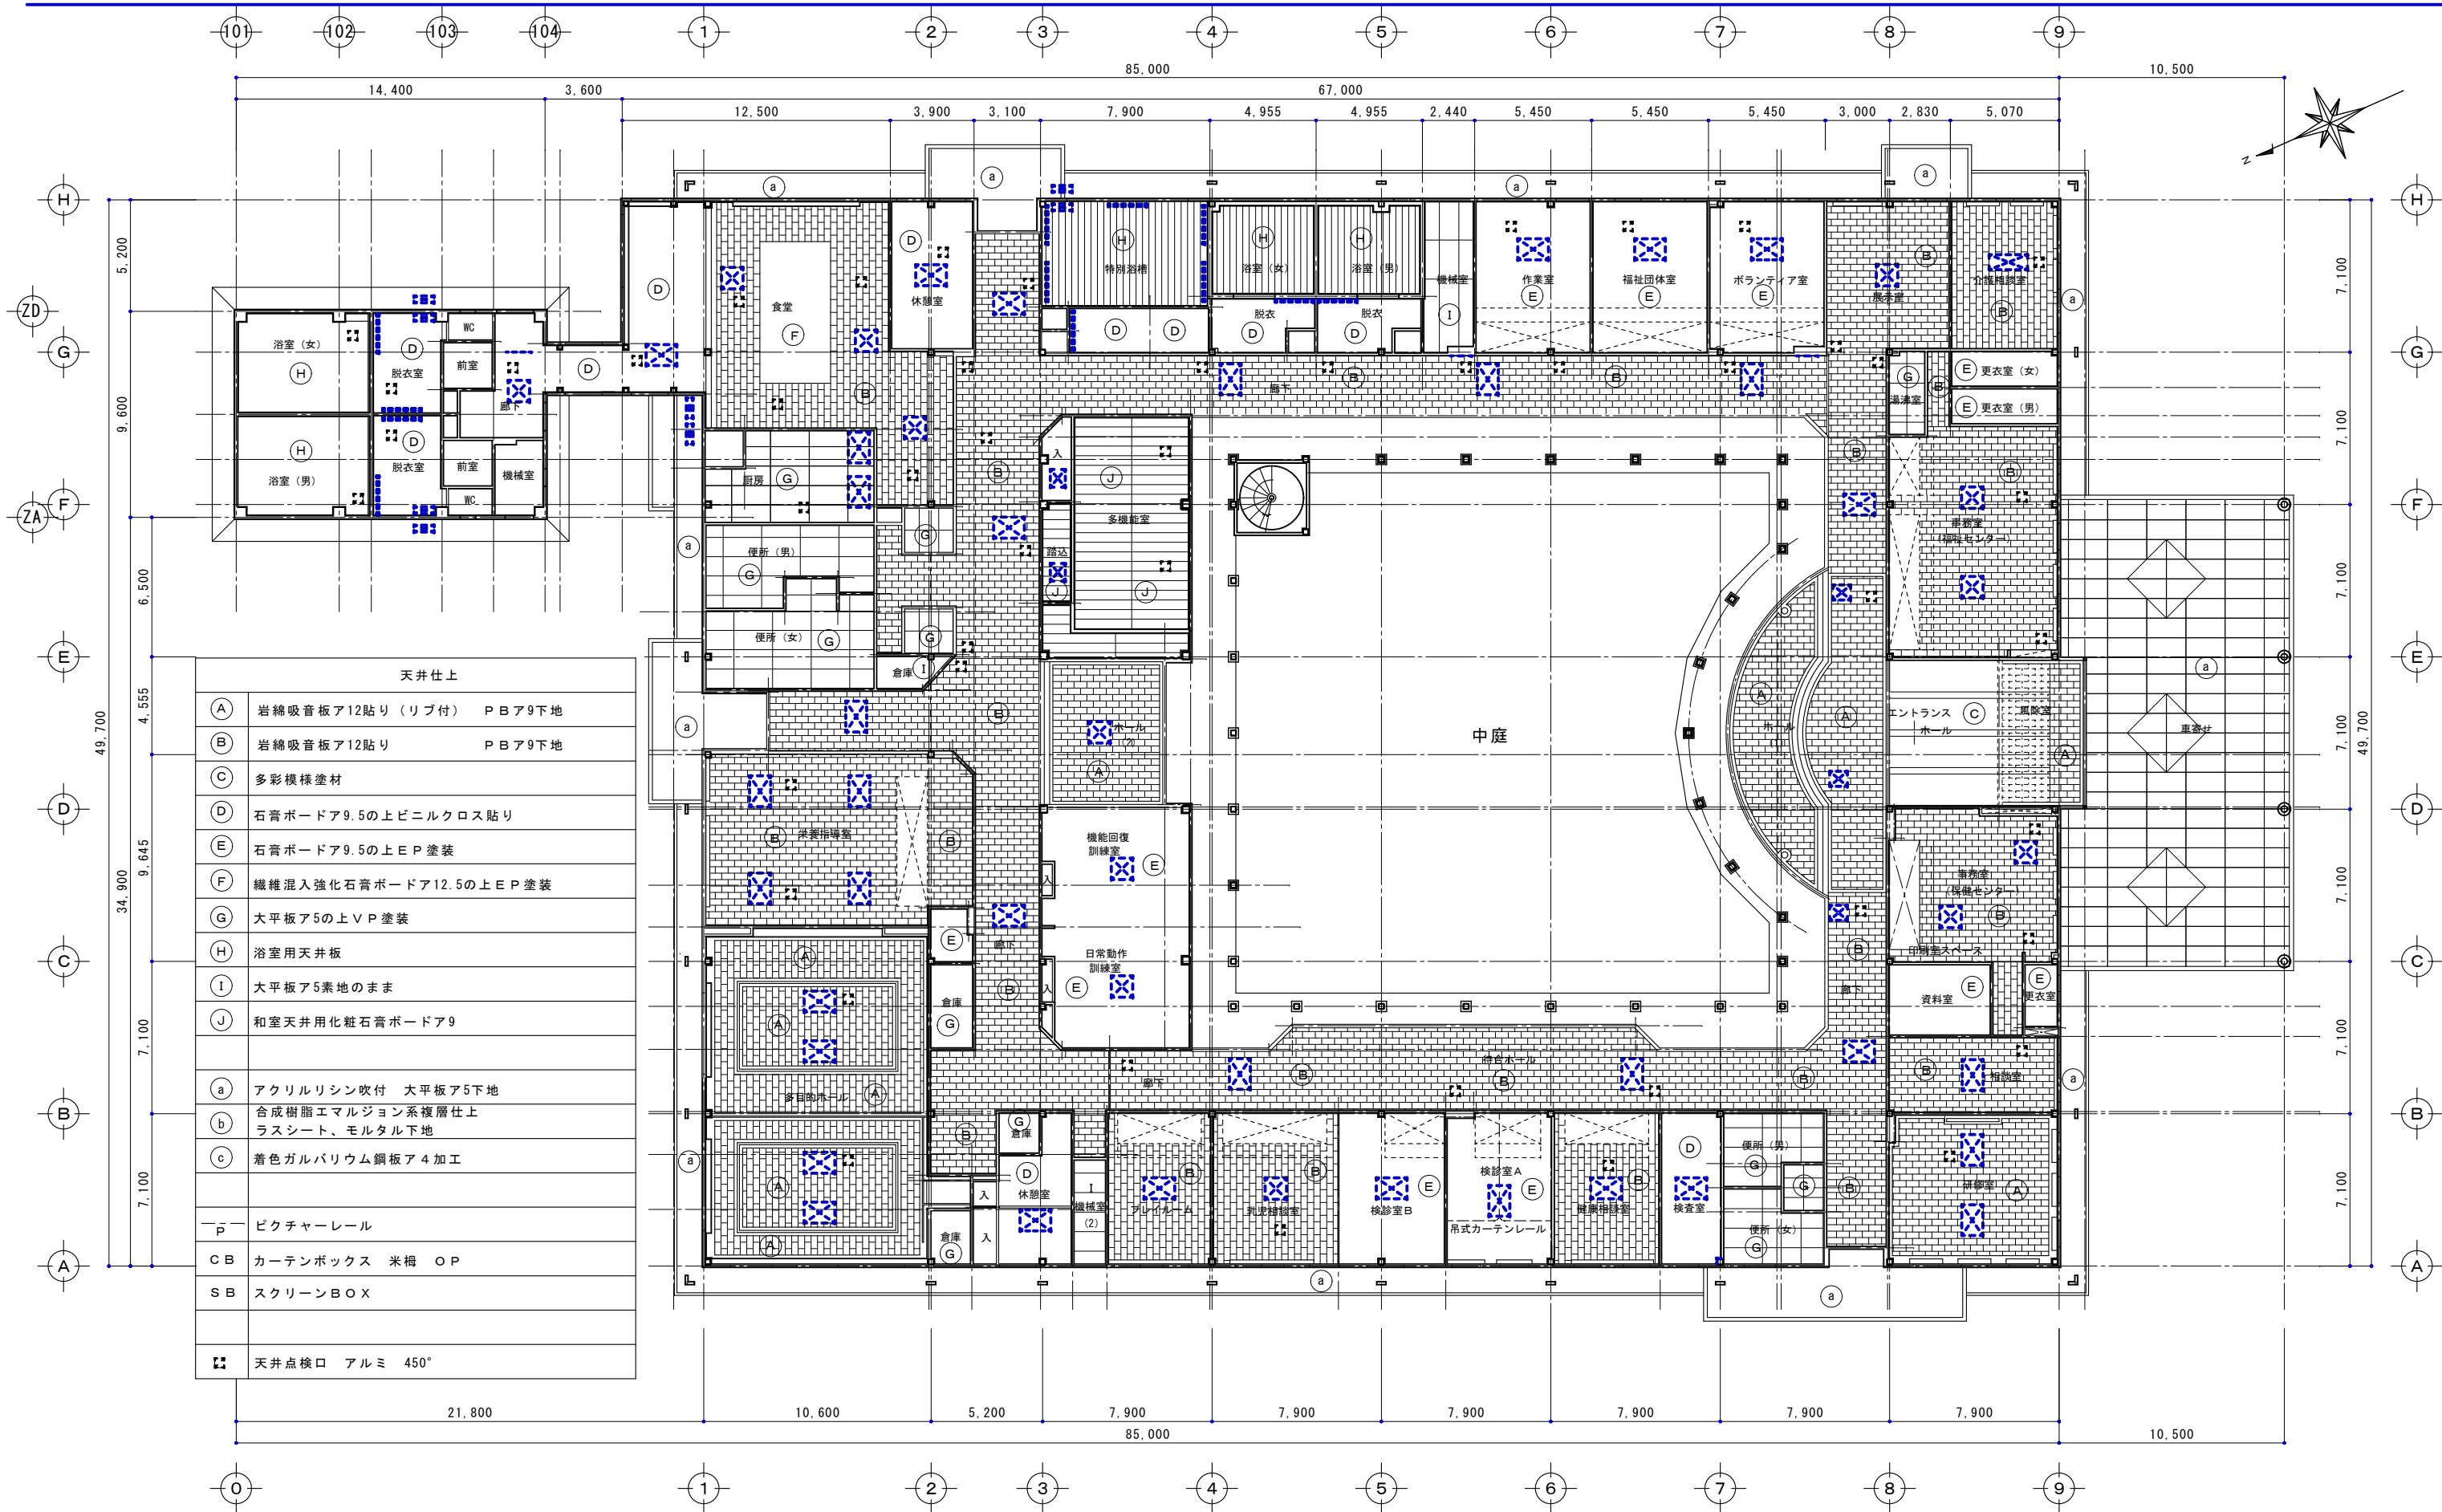 101 102 103 104 1 2 3 4 5 6 7 8 9
85,000 10,500
14,400 3,600 67,000
12,500 3,900 3,100 7,900 4,955 4,955 2,440 5,450 5,450 5,450 3,000 2,830 5,070
N
H a a a a H
5,200 7,100
D H H H B
D 特別浴槽 浴室（女） 浴室（男） 機械室 作業室 福祉団体室 ボランティア室 展示室 介護相談室
D 食堂 休憩室 E E E B a
ZD F D D 脱衣 D 脱衣 D I
WC
浴室（女） D 前室 D
G H 脱衣室 B 廊下 B B G B E 更衣室（女） G
湯沸室 E 更衣室（男）
9,600 廊下 7,100
H D
浴室（男） 脱衣室 前室 機械室 B 入 B B
WC 厨房 G J
ZA F 多機能室 事務室 F
（福祉センター）
便所（男） G 踏込
a G J J
6,500 7,100
便所（女） G G
E 倉庫 I a E
天井仕上
A 岩綿吸音板ア12貼り（リブ付） ＰＢア9下地
B 岩綿吸音板ア12貼り ＰＢア9下地
C 多彩模様塗材
D 石膏ボードア9.5の上ビニルクロス貼り
E 石膏ボードア9.5の上ＥＰ塗装
F 繊維混入強化石膏ボードア12.5の上ＥＰ塗装
G 大平板ア5の上ＶＰ塗装
H 浴室用天井板
I 大平板ア5素地のまま
J 和室天井用化粧石膏ボードア9
a アクリルリシン吹付 大平板ア5下地
b 合成樹脂エマルジョン系複層仕上
ラスシート、モルタル下地
c 着色ガルバリウム鋼板ア４加工
P ピクチャーレール
ＣＢ カーテンボックス 米栂 ＯＰ
ＳＢ スクリーンＢＯＸ
天井点検口 アルミ 450°
49,700 4,555 7,100 49,700
a B ホール
(2) A 中庭 A ホール
(1) A エントランス
ホール C 風除室 A 車寄せ
D D
34,900 9,645 7,100
B 栄養指導室 B 機能回復
訓練室 E 事務室
（保健センター）
B
E 廊下 日常動作
訓練室 E 入 入 B 印刷室スペース
C A C
A 倉庫 G B 廊下 資料室 E E 更衣室
7,100 7,100
多目的ホール A 廊下 B 待合ホール B B B 相談室 a
B B
7,100 7,100
a A B G 倉庫 D 休憩室 I 機械室
(2) B プレイルーム B 乳児相談室 検診室Ｂ E 検診室Ａ E 吊式カーテンレール B 健康相談室 D 検査室 便所（男） G G B 研修室 A
A 倉庫 G 入 入 便所（女） G
A a a A
21,800 10,600 5,200 7,900 7,900 7,900 7,900 7,900 7,900
85,000 10,500
0 1 2 3 4 5 6 7 8 9